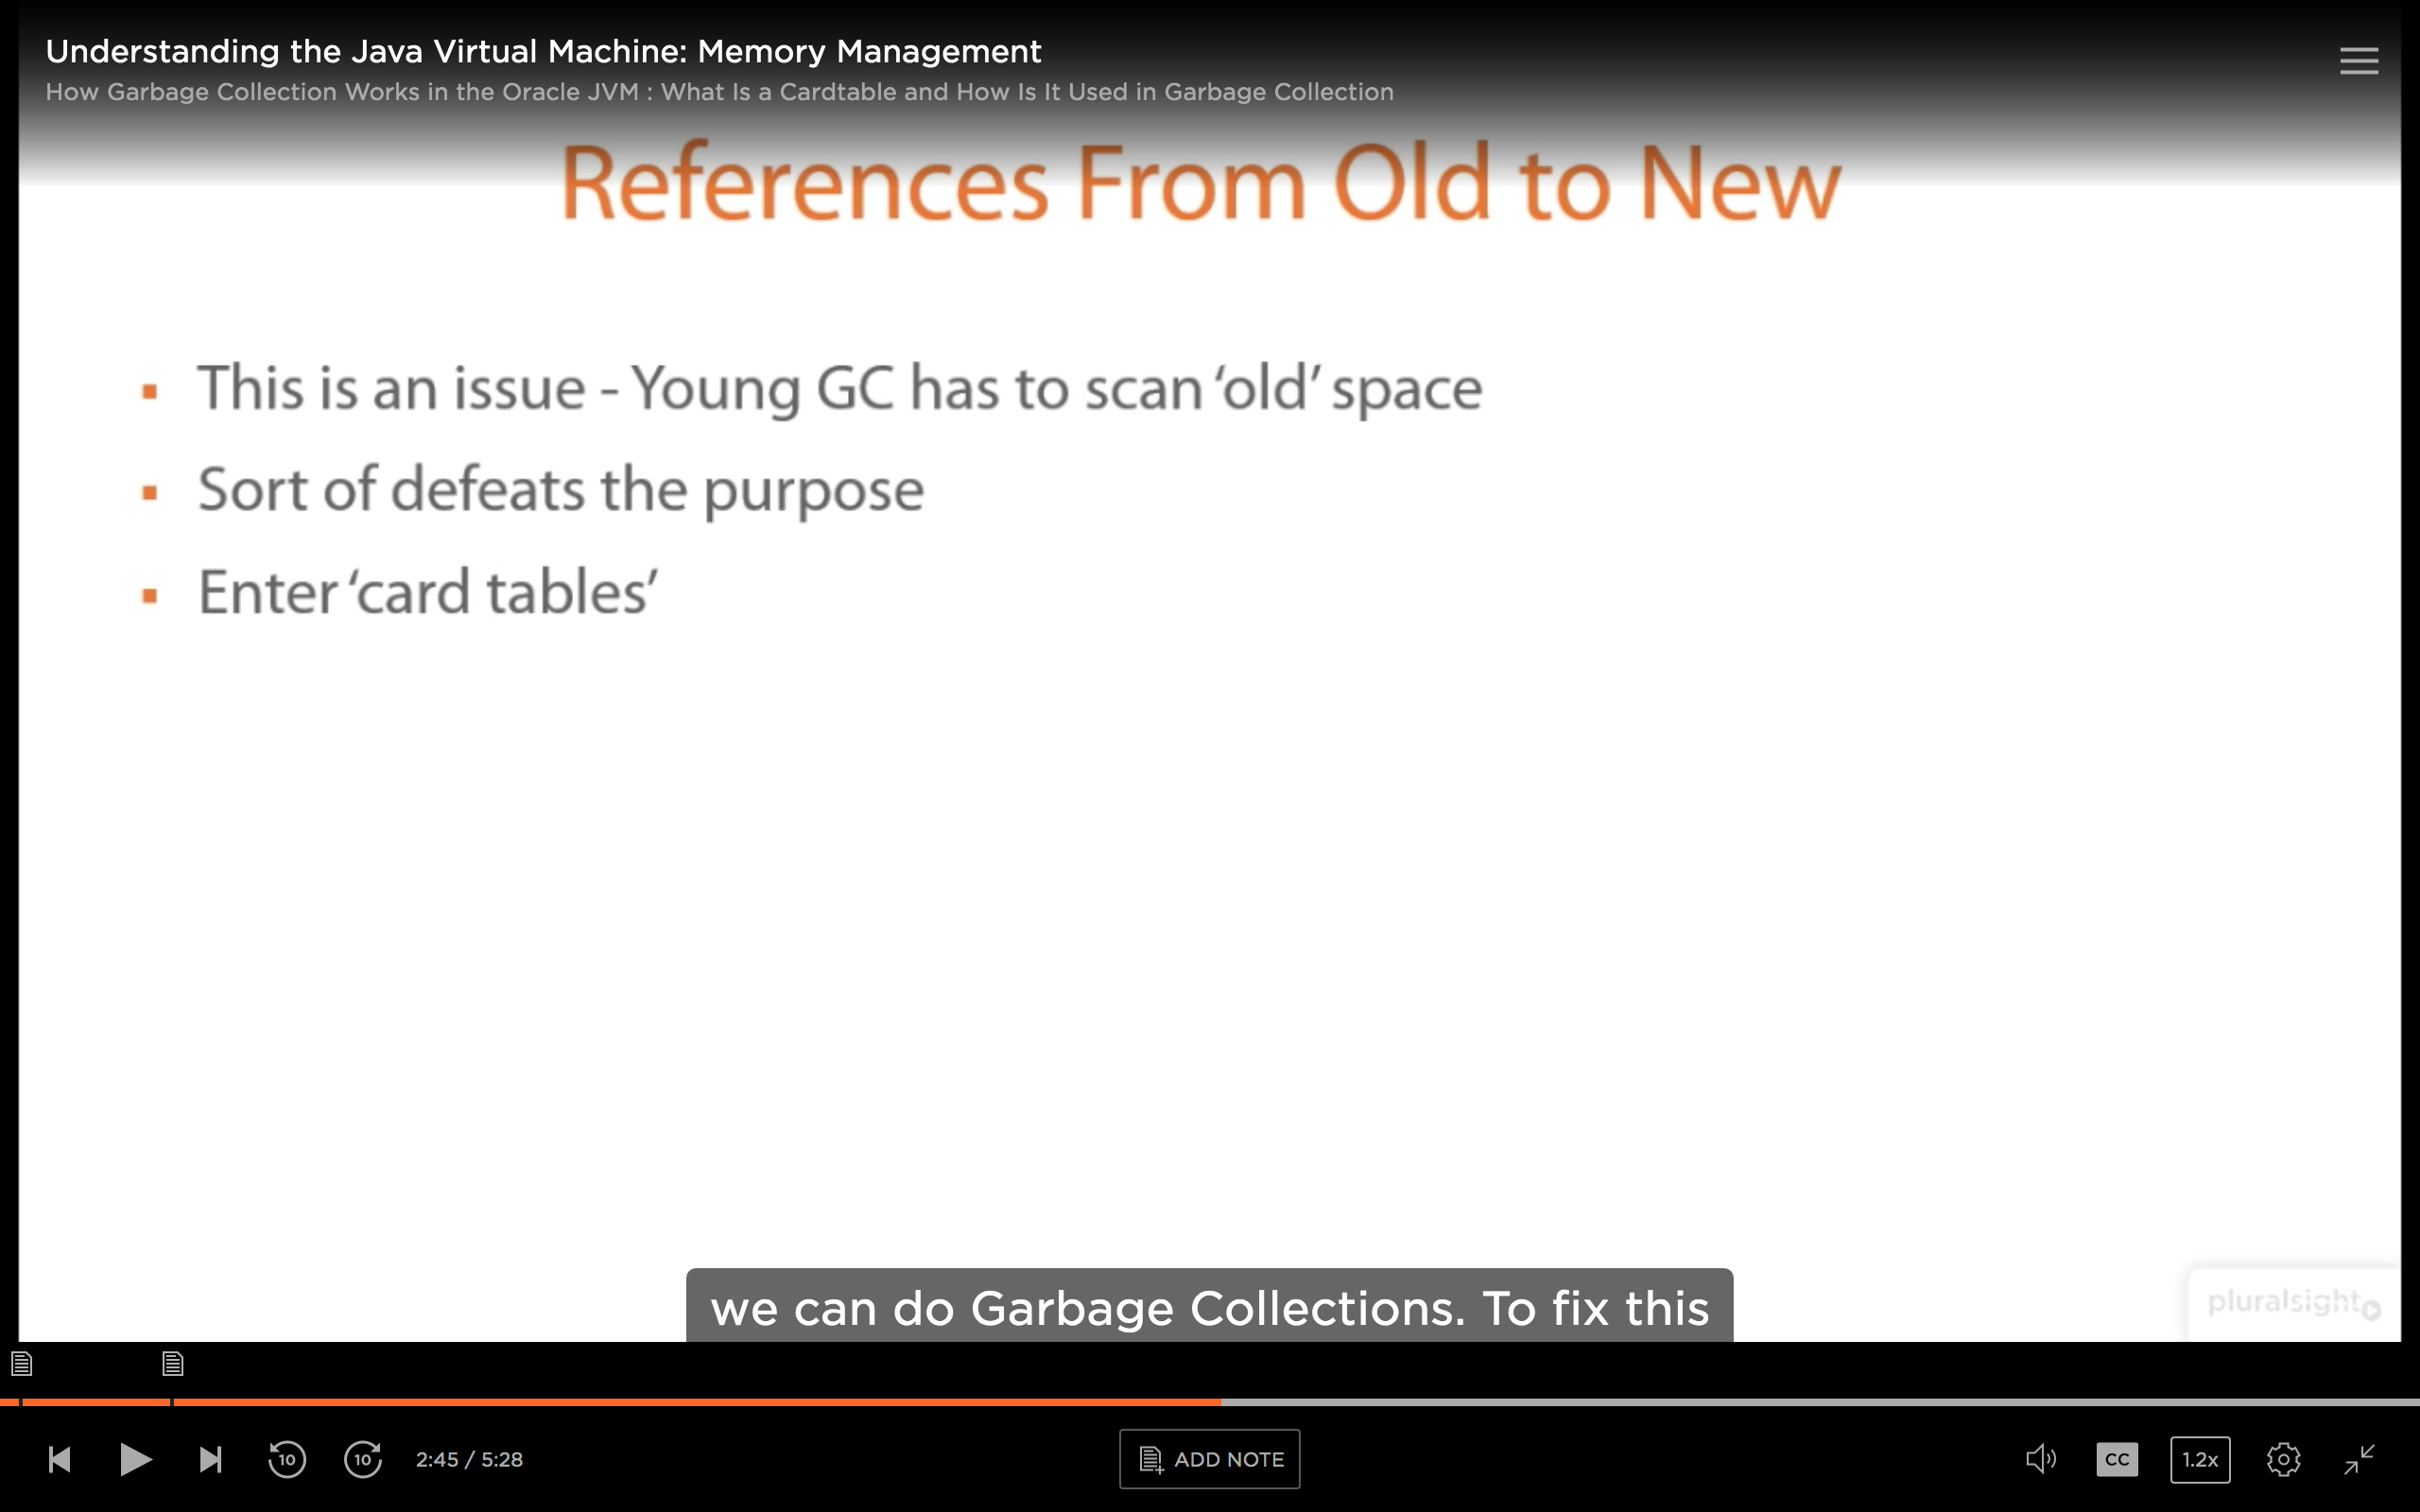 Understanding the Java Virtual Machine: Memory Management
How Garbage Collection Works in the Oracle JVM : What Is a Cardtable and How Is It Used in Garbage Collection
References From Old to New
This is an issue - Young GC has to scan ‘old’ space
Sort of defeats the purpose
Enter ‘card tables’
we can do Garbage Collections. To fix this
pluralsight
10
10
2:45 / 5:28
ADD NOTE
CC
1.2x